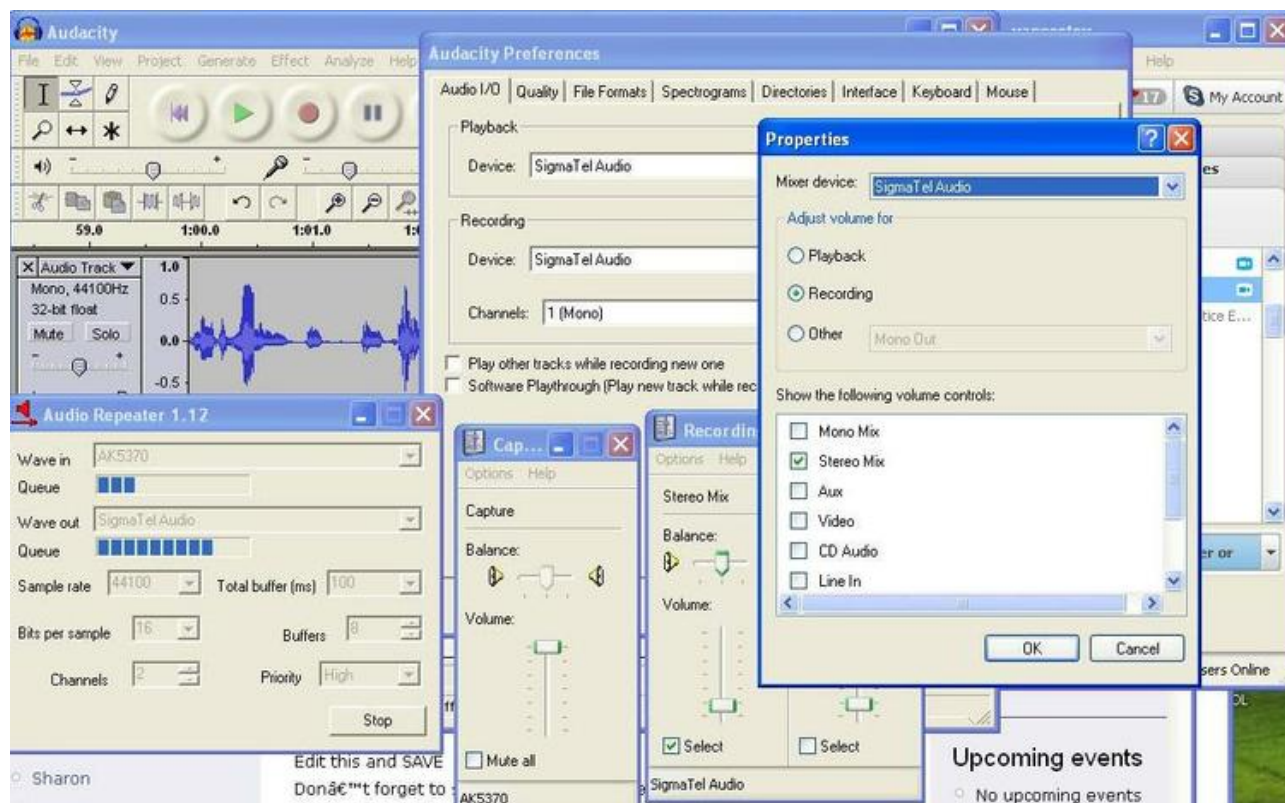 Audacity
File Edit View Project Generate Effect Analyze Help
59.0 1:00.0 1:01.0
Audio Track
Mono, 44100Hz
32-bit float
Mute Solo
1.0
0.5
0.0
-0.5
Audacity Preferences
Audio I/O Quality File Formats Spectrograms Directories Interface Keyboard Mouse
Playback
Device: SigmaTel Audio
Recording
Device: SigmaTel Audio
Channels: 1 (Mono)
Play other tracks while recording new one
Software Playthrough (Play new track while rec
Help
17 My Account
es
tice E...
er or
sers Online
Properties
Mixer device: SigmaTel Audio
Adjust volume for
Playback
Recording
Other Mono Out
Show the following volume controls:
Mono Mix
Stereo Mix
Aux
Video
CD Audio
Line In
OK Cancel
Audio Repeater 1.12
Wave in AK5370
Queue
Wave out SigmaTel Audio
Queue
Sample rate 44100 Total buffer (ms) 100
Bits per sample 16 Buffers 8
Channels 2 Priority High
Stop
Cap...
Options Help
Capture
Balance:
Volume:
Mute all
AK5370
Recordin
Options Help
Stereo Mix
Balance:
Volume:
Select Select
SigmaTel Audio
Sharon
Edit this and SAVE
Donâ€™t forget to
Upcoming events
No upcoming events